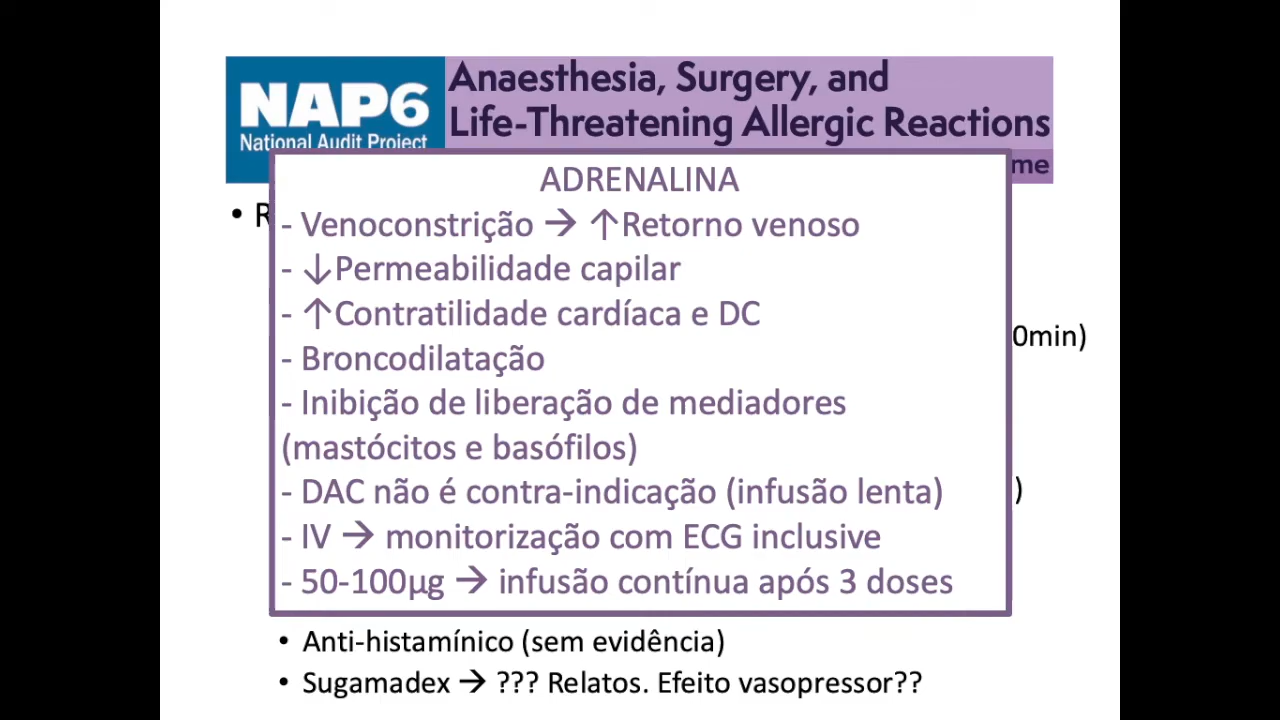 NAP6
National Audit Project
Anaesthesia, Surgery, and
Life-Threatening Allergic Reactions
me
ADRENALINA
• R
- Venoconstrição → ↑Retorno venoso
- ↓Permeabilidade capilar
- ↑Contratilidade cardíaca e DC
0min)
- Broncodilatação
- Inibição de liberação de mediadores
(mastócitos e basófilos)
- DAC não é contra-indicação (infusão lenta)
)
- IV → monitorização com ECG inclusive
- 50-100µg → infusão contínua após 3 doses
• Anti-histamínico (sem evidência)
• Sugamadex → ??? Relatos. Efeito vasopressor??